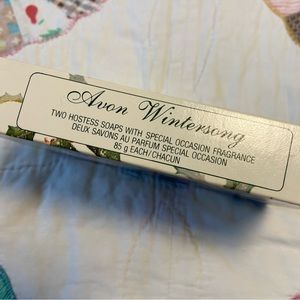 Avon Wintersong
TWO HOSTESS SOAPS WITH SPECIAL OCCASION FRAGRANCE
DEUX SAVONS AU PARFUM SPECIAL OCCASION
85 g EACH/CHACUN